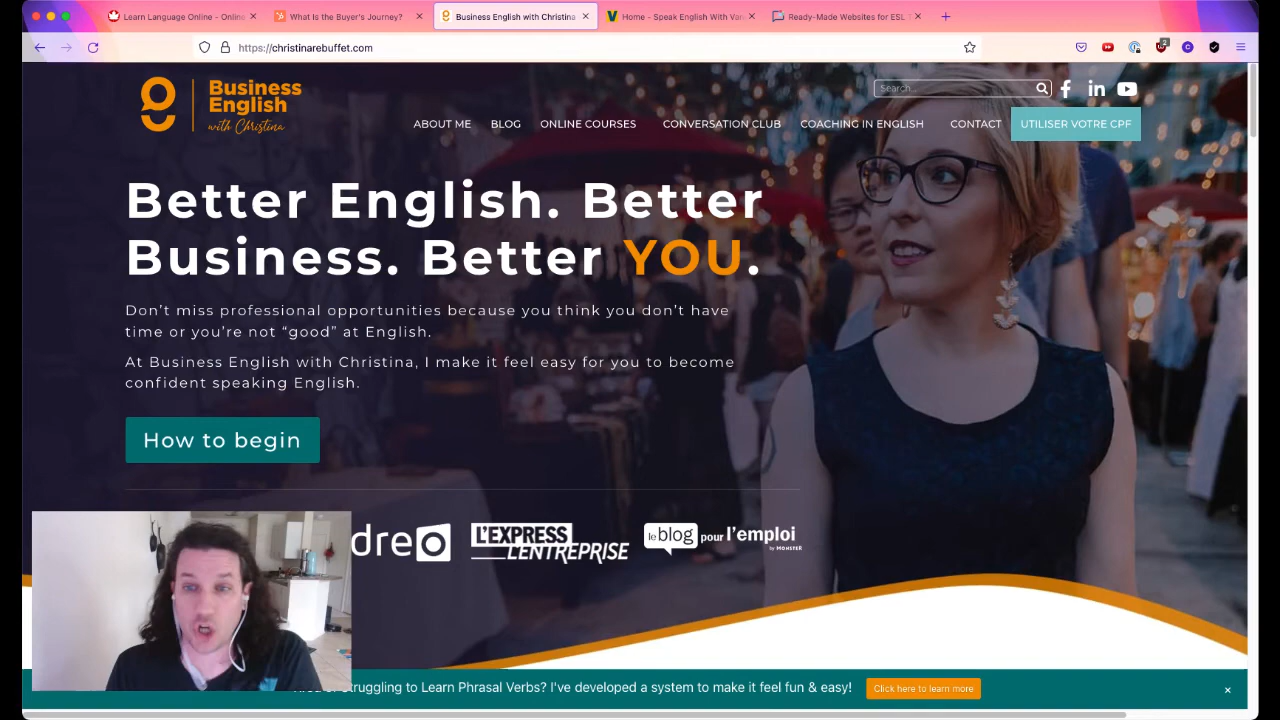 Learn Language Online - Online
What Is the Buyer's Journey?
Business English with Christina
Home - Speak English With Van
Ready-Made Websites for ESL T
https://christinarebuffet.com
2
C
Business
English
with Christina
Search...
ABOUT ME
BLOG
ONLINE COURSES
CONVERSATION CLUB
COACHING IN ENGLISH
CONTACT
UTILISER VOTRE CPF
Better English. Better
Business. Better YOU.
Don't miss professional opportunities because you think you don't have
time or you're not “good” at English.
At Business English with Christina, I make it feel easy for you to become
confident speaking English.
How to begin
dreo
L'EXPRESS
L'ENTREPRISE
le blog pour l'emploi
by MONSTER
Struggling to Learn Phrasal Verbs? I've developed a system to make it feel fun & easy!
Click here to learn more